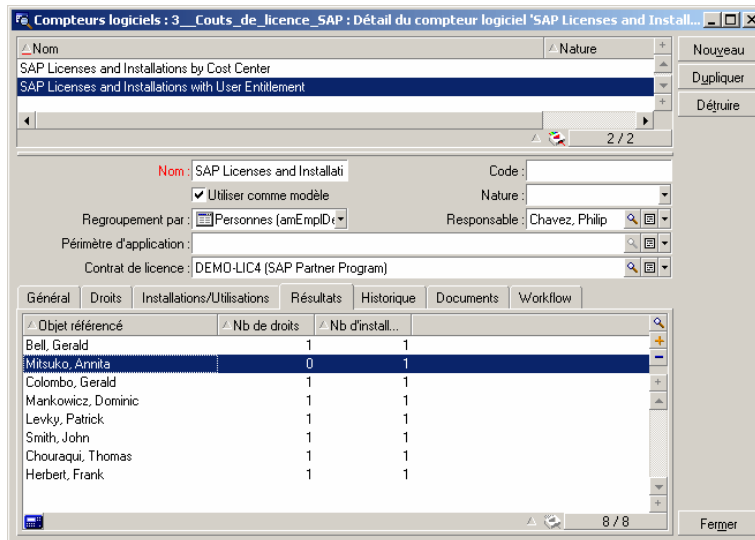 Compteurs logiciels : 3__Couts_de_licence_SAP : Détail du compteur logiciel 'SAP Licenses and Install...
Nom Nature
SAP Licenses and Installations by Cost Center
SAP Licenses and Installations with User Entitlement
2 / 2
Nouveau
Dupliquer
Détruire
Nom : SAP Licenses and Installati Code :
Utiliser comme modèle Nature :
Regroupement par : Personnes (amEmplDe Responsable : Chavez, Philip
Périmètre d'application :
Contrat de licence : DEMO-LIC4 (SAP Partner Program)
Général Droits Installations/Utilisations Résultats Historique Documents Workflow
Objet référencé Nb de droits Nb d'install...
Bell, Gerald 1 1
Mitsuko, Annita 0 1
Colombo, Gerald 1 1
Mankowicz, Dominic 1 1
Levky, Patrick 1 1
Smith, John 1 1
Chouraqui, Thomas 1 1
Herbert, Frank 1 1
8 / 8
Fermer